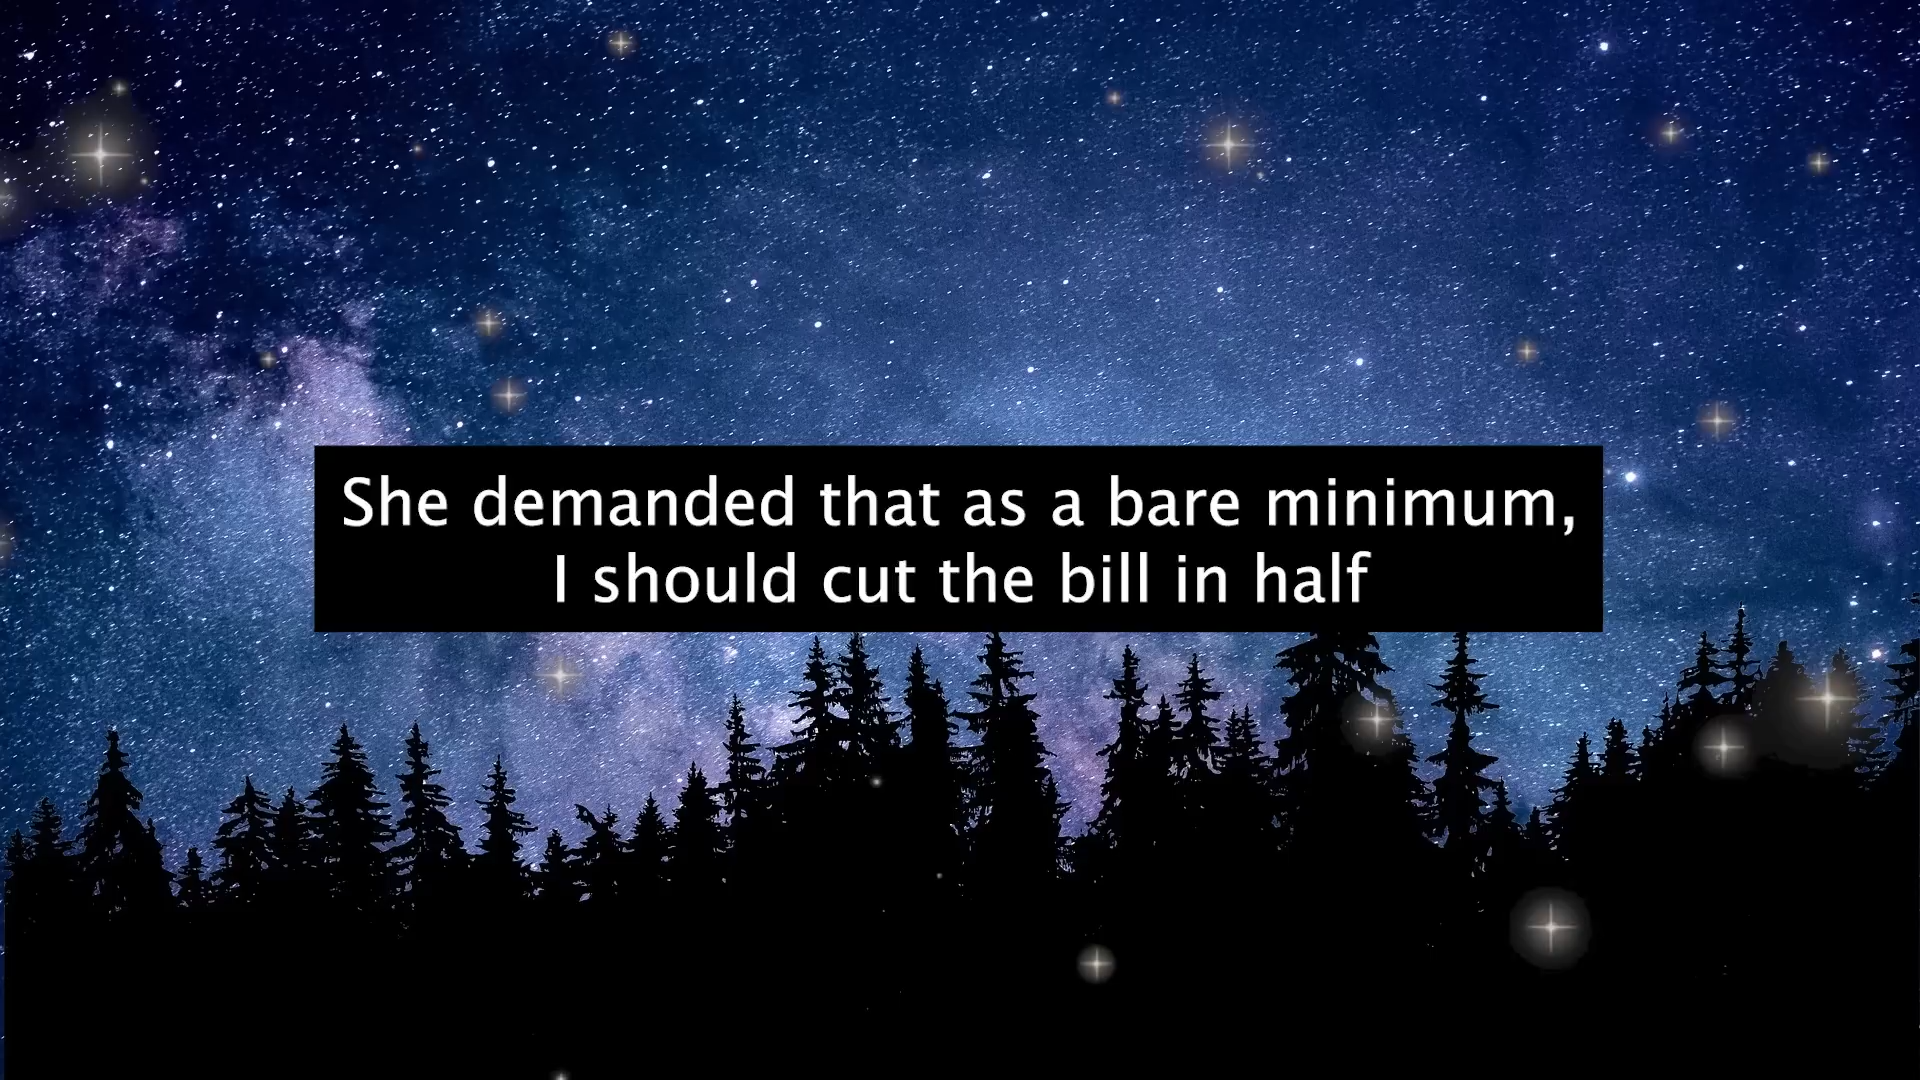 She demanded that as a bare minimum,
I should cut the bill in half